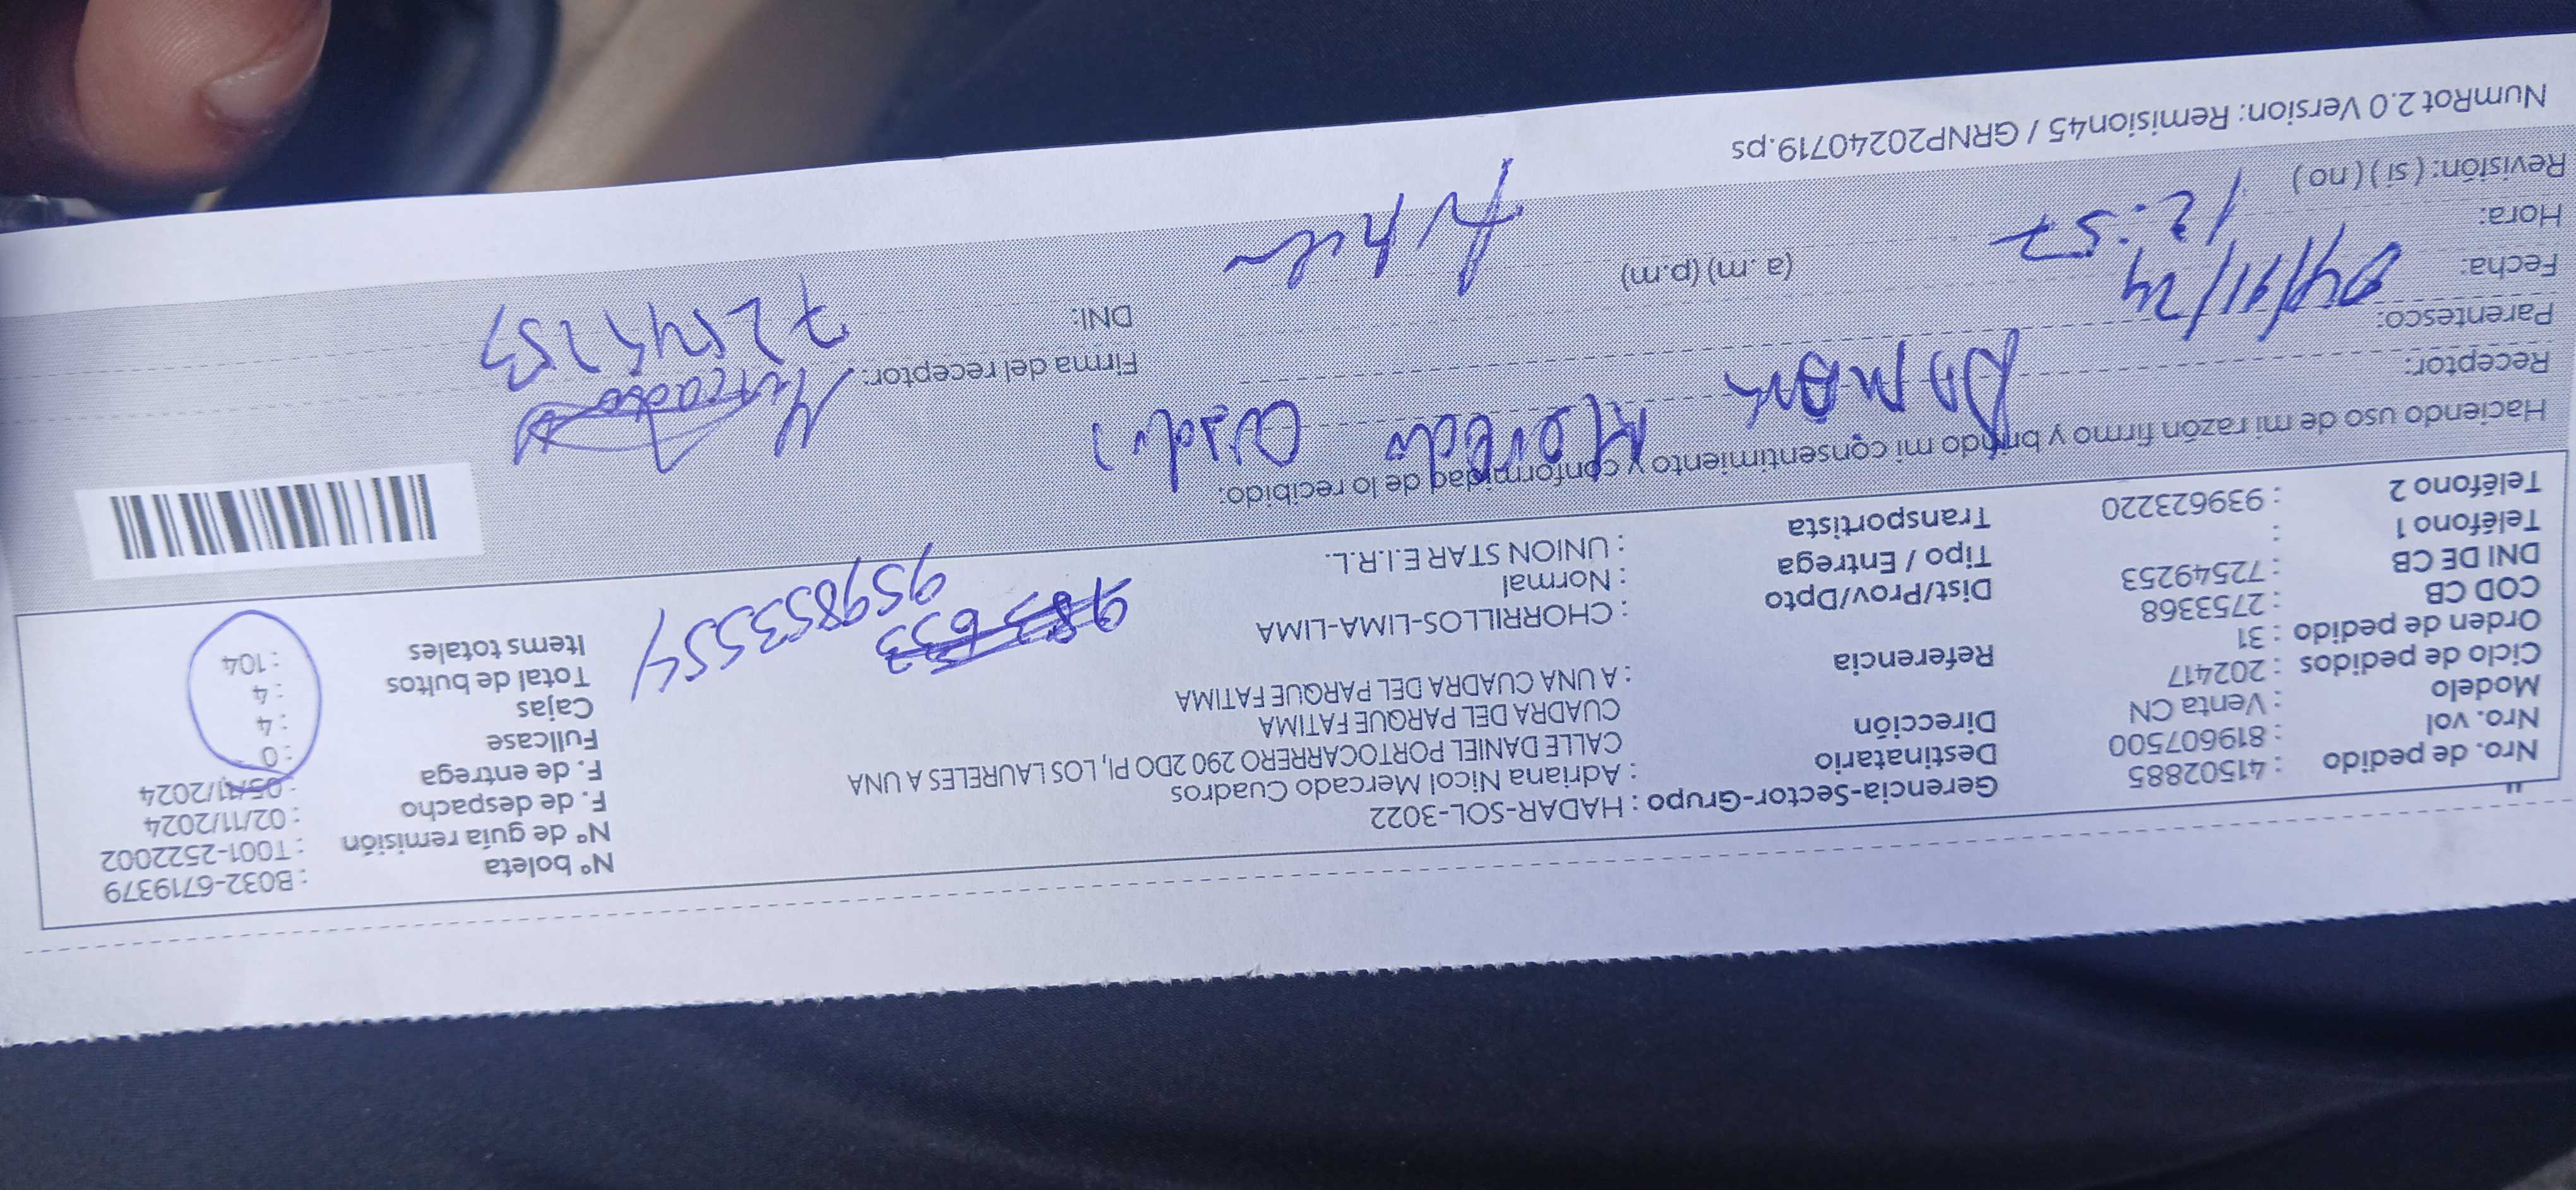 Nro. de pedido : 41502885
Nro. vol : 819607500
Modelo : Venta CN
Ciclo de pedidos : 202417
Orden de pedido : 31
COD CB : 2753368
DNI DE CB : 72549253
Teléfono 1 :
Teléfono 2 : 939623220
Gerencia-Sector-Grupo : HADAR-SOL-3022
Destinatario : Adriana Nicol Mercado Cuadros
Dirección CALLE DANIEL PORTOCARRERO 290 2DO PI, LOS LAURELES A UNA
CUADRA DEL PARQUE FATIMA
Referencia : A UNA CUADRA DEL PARQUE FATIMA
Dist/Prov/Dpto : CHORRILLOS-LIMA-LIMA
Tipo / Entrega : Normal
Transportista : UNION STAR E.I.R.L.
N° boleta : B032-6719379
N° de guía remisión : T001-2522002
F. de despacho : 02/11/2024
F. de entrega : 05/11/2024
Fullcase : 0
Cajas : 4
Total de bultos : 4
Items totales : 104
959853554
Haciendo uso de mi razón firmo y brindo mi consentimiento y conformidad de lo recibido:
Receptor:
Parentesco:
Fecha: 04/11/24
Hora: 12:57 (a. m) (p.m)
Revisión: ( sí ) ( no )
Firma del receptor: Mercado
DNI:
NumRot 2.0 Version: Remision45 / GRNP20240719.ps